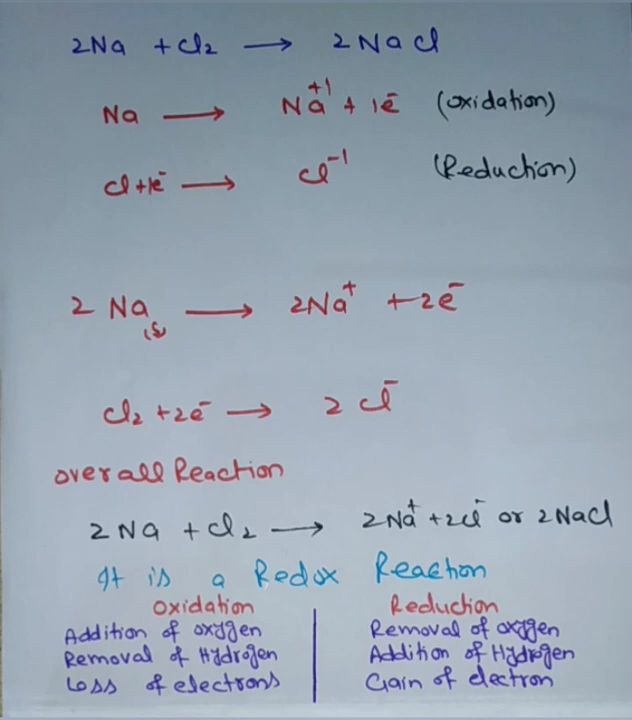 2Na + Cl2 → 2NaCl
Na → Na+1 + 1e- (Oxidation)
Cl + 1e- → Cl-1 (Reduction)
2Na(s) → 2Na+ + 2e-
Cl2 + 2e- → 2Cl-
Overall Reaction
2Na + Cl2 → 2Na+ + 2Cl- or 2NaCl
It is a Redox Reaction
Oxidation Reduction
Addition of oxygen Removal of oxygen
Removal of Hydrogen Addition of Hydrogen
Loss of electrons Gain of electron